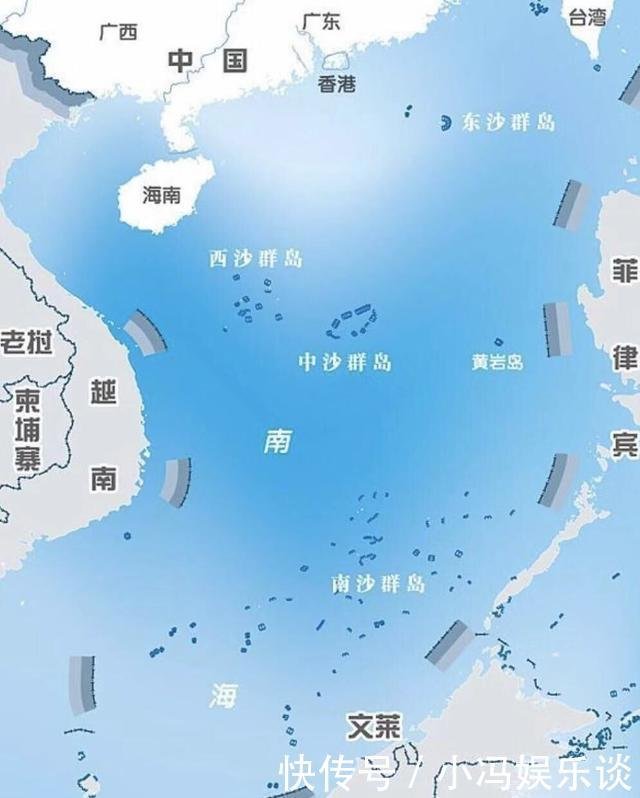 广西
广东
台湾
中国
香港
东沙群岛
海南
西沙群岛
菲律宾
老挝
中沙群岛
黄岩岛
越南
柬埔寨
南海
南沙群岛
文莱
快传号／小冯娱乐谈